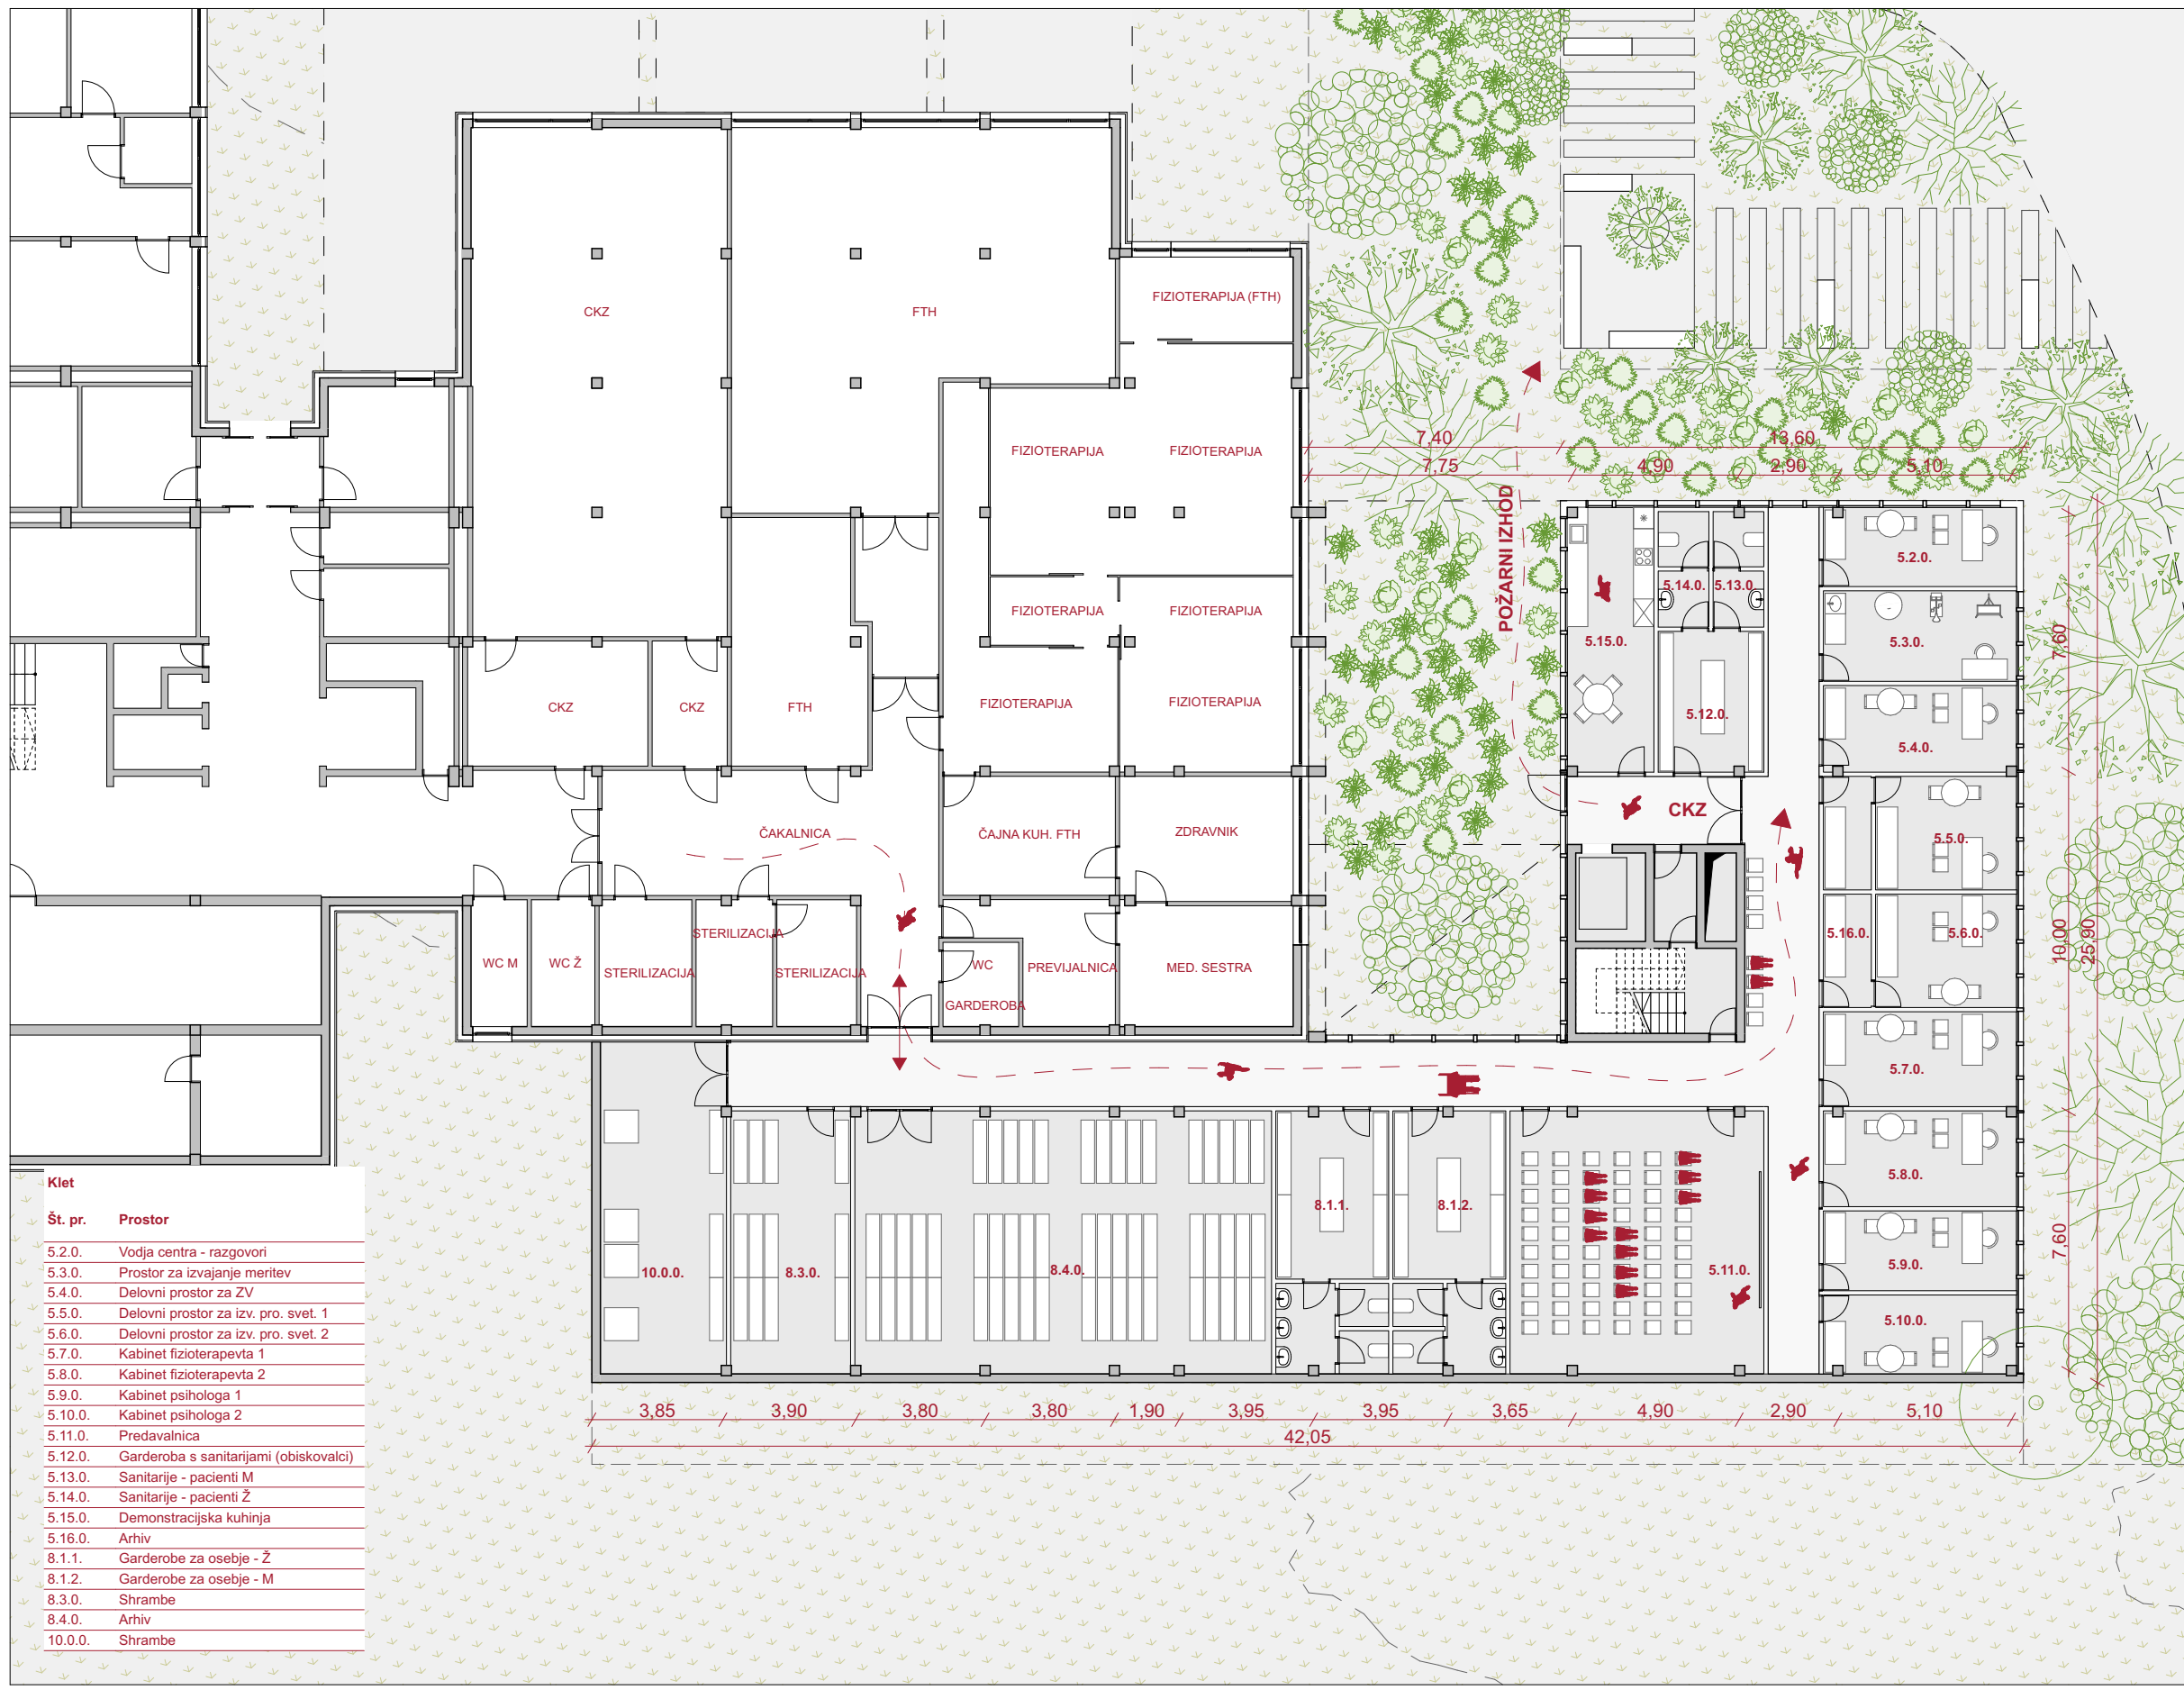 CKZ
FTH
FIZIOTERAPIJA (FTH)
FIZIOTERAPIJA
FIZIOTERAPIJA
FIZIOTERAPIJA
FIZIOTERAPIJA
CKZ
CKZ
FTH
FIZIOTERAPIJA
FIZIOTERAPIJA
ČAKALNICA
ČAJNA KUH. FTH
ZDRAVNIK
WC M
WC Ž
STERILIZACIJA
STERILIZACIJA
STERILIZACIJA
WC
GARDEROBA
PREVIJALNICA
MED. SESTRA
7,40
13,60
7,75
4,90
2,90
5,10
POŽARNI IZHOD
5.2.0.
5.14.0.
5.13.0.
5.15.0.
5.3.0.
5.12.0.
5.4.0.
CKZ
5.5.0.
5.16.0.
5.6.0.
5.7.0.
5.8.0.
5.9.0.
5.10.0.
7,60
10,00
25,90
7,60
10.0.0.
8.3.0.
8.4.0.
8.1.1.
8.1.2.
5.11.0.
3,85
3,90
3,80
3,80
1,90
3,95
3,95
3,65
4,90
2,90
5,10
42,05
Klet
Št. pr. Prostor
5.2.0. Vodja centra - razgovori
5.3.0. Prostor za izvajanje meritev
5.4.0. Delovni prostor za ZV
5.5.0. Delovni prostor za izv. pro. svet. 1
5.6.0. Delovni prostor za izv. pro. svet. 2
5.7.0. Kabinet fizioterapevta 1
5.8.0. Kabinet fizioterapevta 2
5.9.0. Kabinet psihologa 1
5.10.0. Kabinet psihologa 2
5.11.0. Predavalnica
5.12.0. Garderoba s sanitarijami (obiskovalci)
5.13.0. Sanitarije - pacienti M
5.14.0. Sanitarije - pacienti Ž
5.15.0. Demonstracijska kuhinja
5.16.0. Arhiv
8.1.1. Garderobe za osebje - Ž
8.1.2. Garderobe za osebje - M
8.3.0. Shrambe
8.4.0. Arhiv
10.0.0. Shrambe